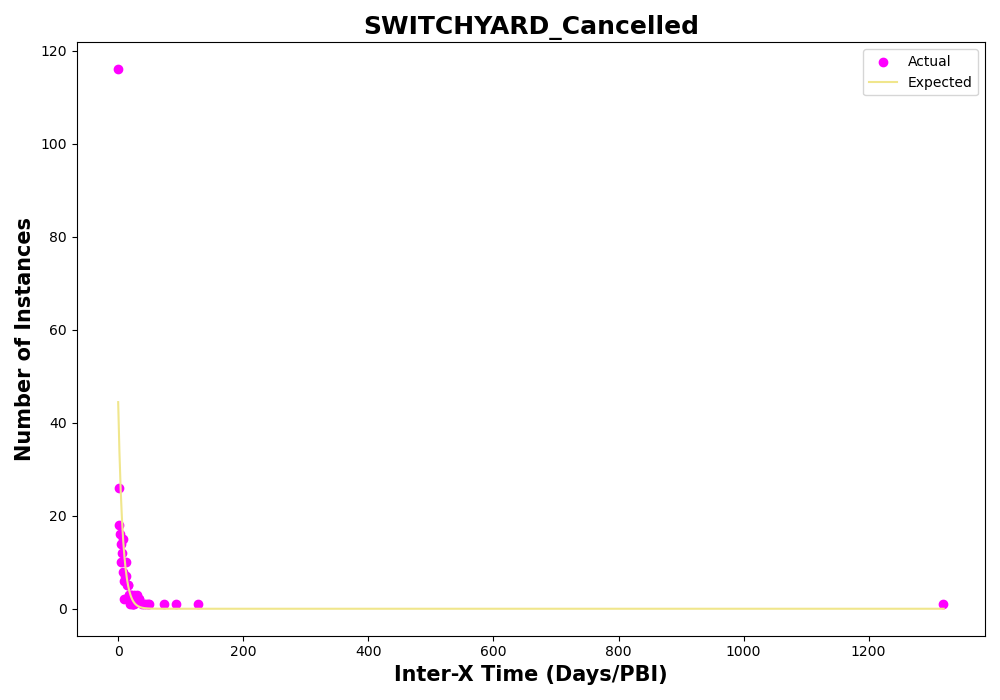 SWITCHYARD_Cancelled
Actual
Expected
Number of Instances
120
100
80
60
40
20
0
0 200 400 600 800 1000 1200
Inter-X Time (Days/PBI)